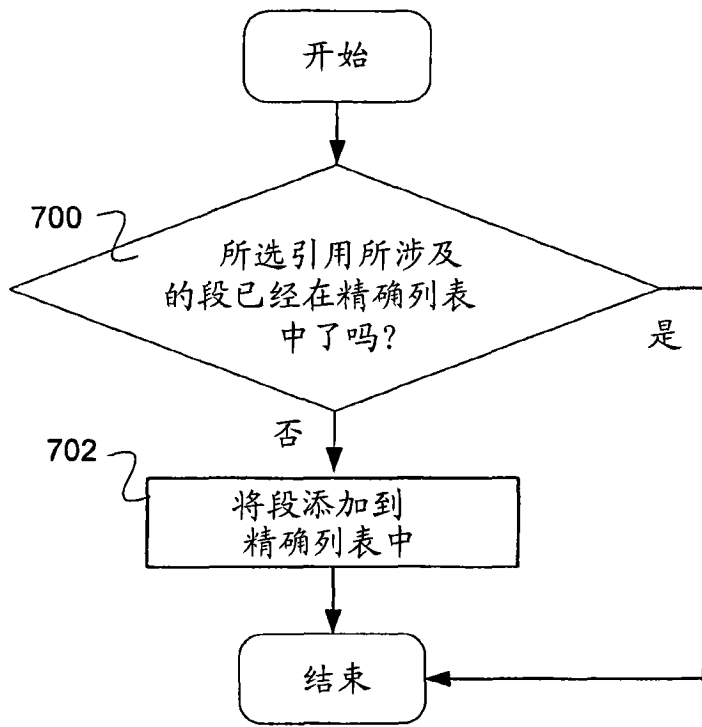 开始
700
所选引用所涉及
的段已经在精确列表
中了吗?
是
否
702
将段添加到
精确列表中
结束